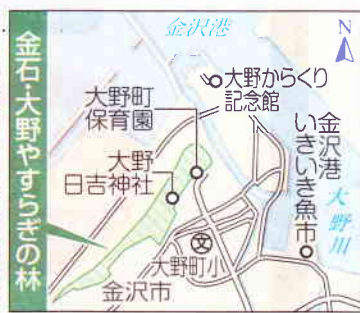 金石・大野やすらぎの林
金沢港
N
大野からくり
記念館
大野町
保育園
大野
日吉神社
金沢港
いきいき魚市
大野川
文
大野町小
金沢市